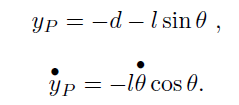 y_P = −d − l sin θ ,
ẏ_P = −lθ̇ cos θ.